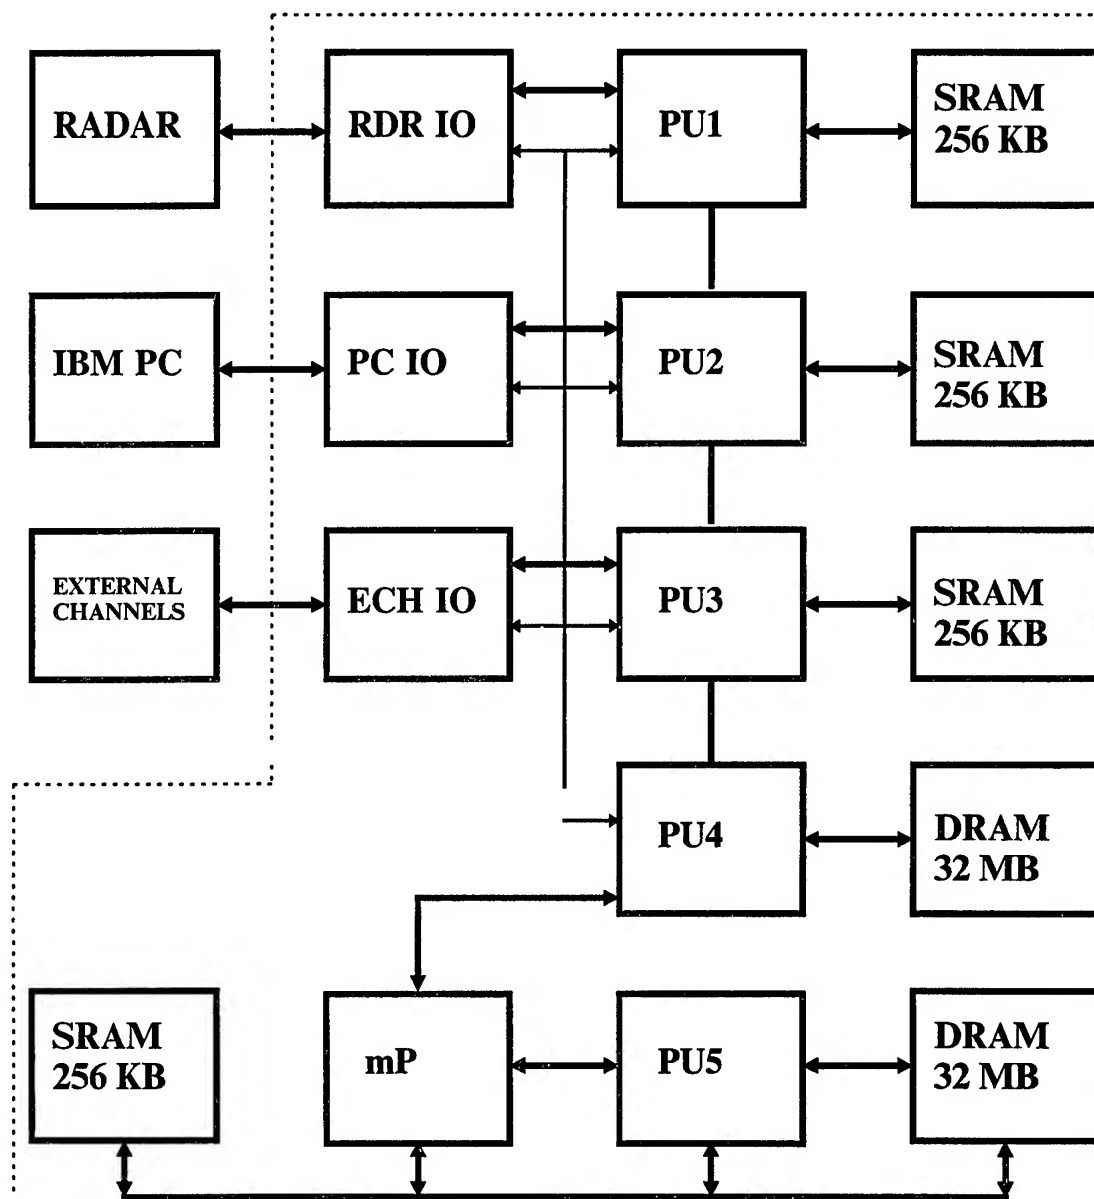 RADAR
RDR IO
PU1
SRAM
256 KB
IBM PC
PC IO
PU2
SRAM
256 KB
EXTERNAL
CHANNELS
ECH IO
PU3
SRAM
256 KB
PU4
DRAM
32 MB
SRAM
256 KB
mP
PU5
DRAM
32 MB